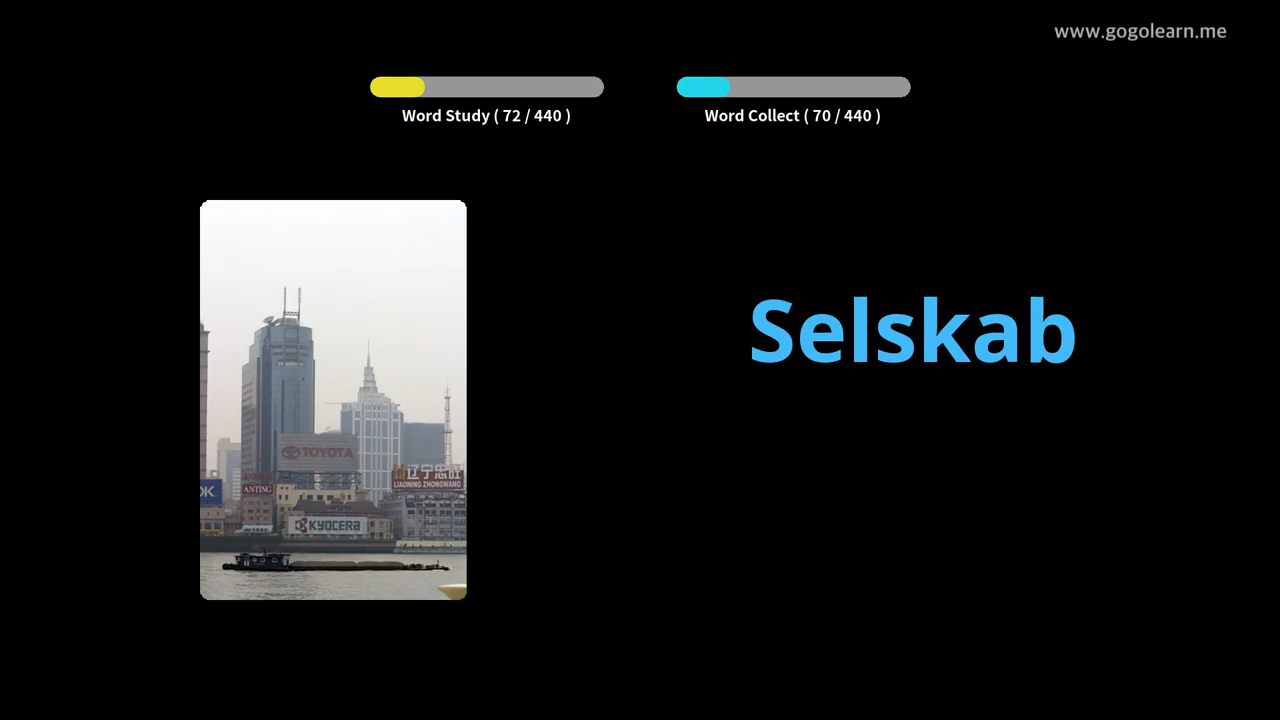 www.gogolearn.me
Word Study ( 72 / 440 )
Word Collect ( 70 / 440 )
Selskab
TOYOTA
辽宁忠旺
LIAONING ZHONGWANG
OK
ANTING
KYOCERA